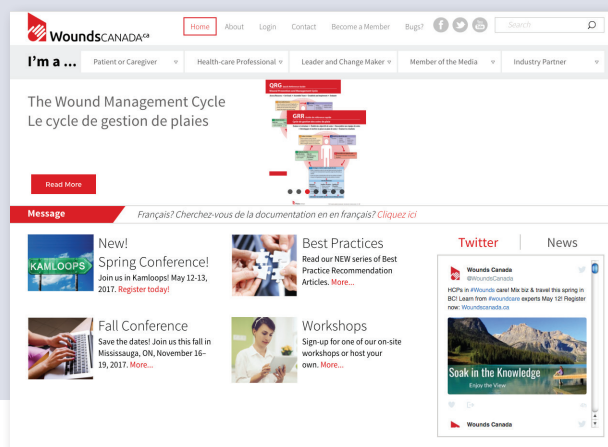 WoundsCANADA.ca
Home About Login Contact Become a Member Bugs? Search
I'm a ... Patient or Caregiver Health-care Professional Leader and Change Maker Member of the Media Industry Partner
The Wound Management Cycle
Le cycle de gestion de plaies
QRG
GRR
Read More
Message Français? Cherchez-vous de la documentation en en français? Cliquez ici
New!
Spring Conference!
Join us in Kamloops! May 12-13,
2017. Register today!
KAMLOOPS
Best Practices
Read our NEW series of Best
Practice Recommendation
Articles. More...
Fall Conference
Save the dates! Join us this fall in
Mississauga, ON, November 16–
19, 2017. More...
Workshops
Sign-up for one of our on-site
workshops or host your
own. More...
Twitter News
Wounds Canada
@WoundsCanada
HCPs in #Wounds care! Mix biz & travel this spring in
BC! Learn from #woundcare experts May 12! Register
now: Woundscanada.ca
Soak in the Knowledge
Enjoy the View
Wounds Canada